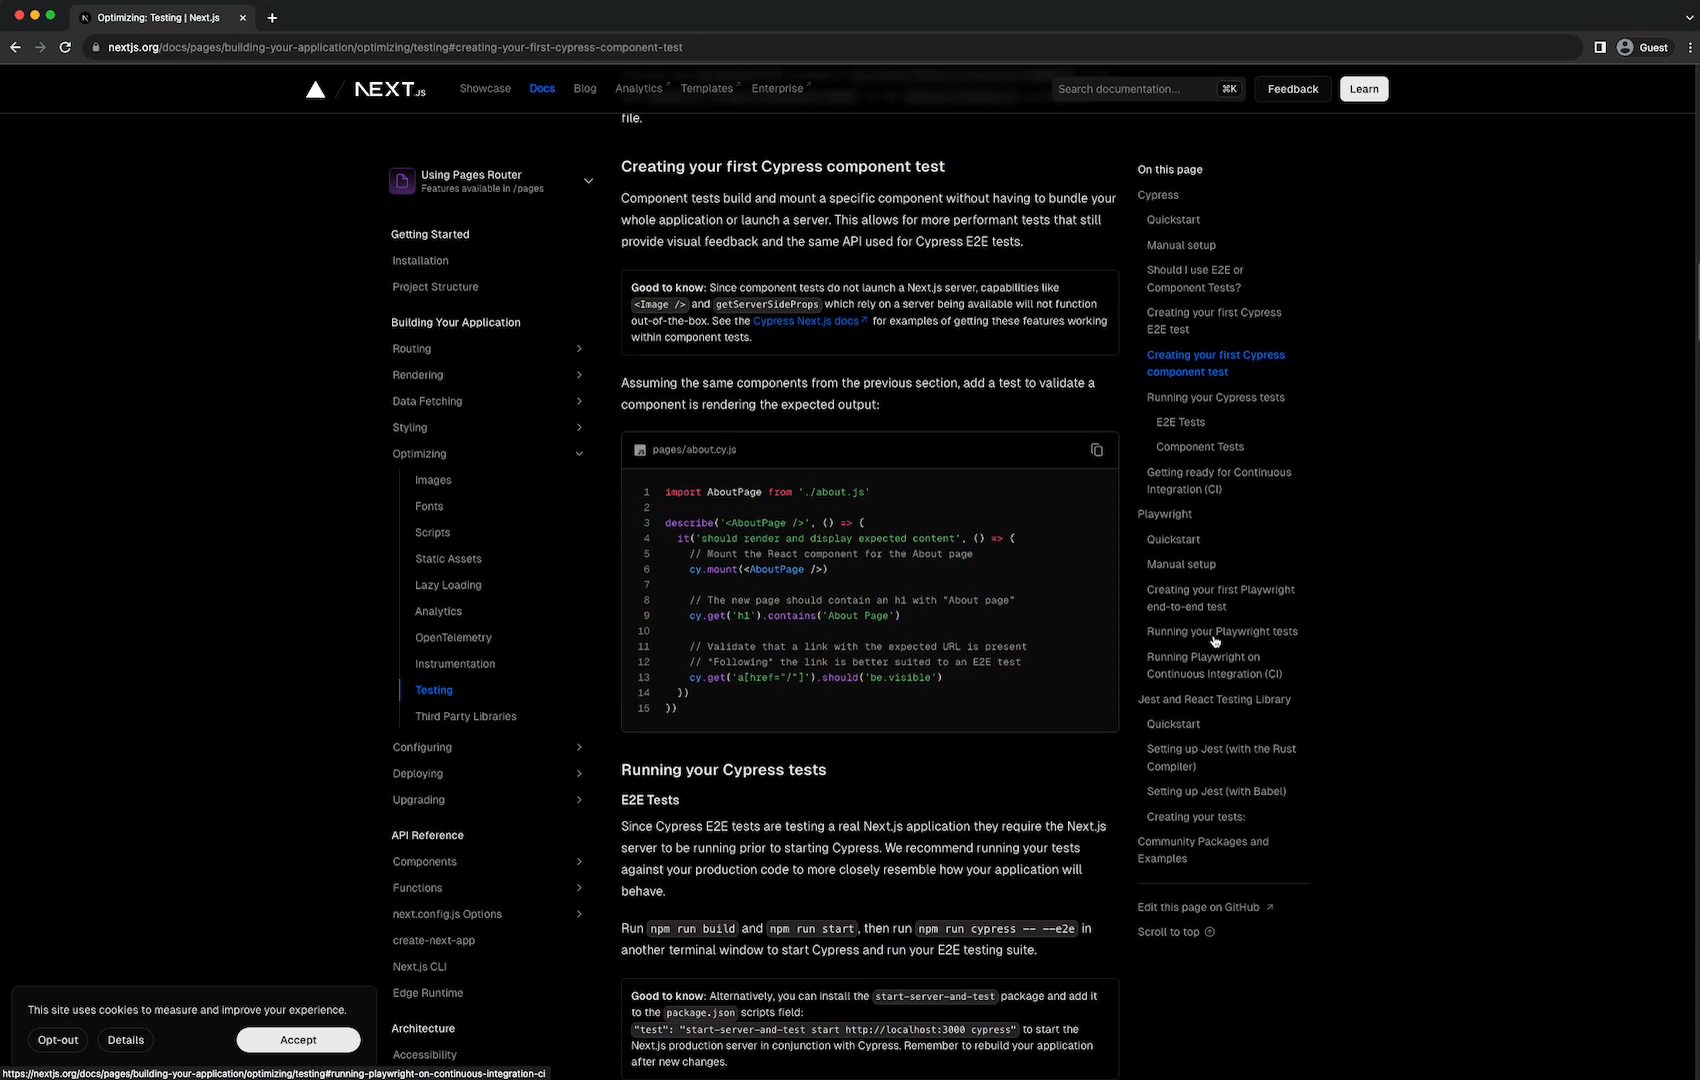 Optimizing: Testing | Next.js
nextjs.org/docs/pages/building-your-application/optimizing/testing#creating-your-first-cypress-component-test
Guest
NEXT.JS
Showcase
Docs
Blog
Analytics
Templates
Enterprise
Search documentation...
⌘K
Feedback
Learn
Using Pages Router
Features available in /pages
Getting Started
Installation
Project Structure
Building Your Application
Routing
Rendering
Data Fetching
Styling
Optimizing
Images
Fonts
Scripts
Static Assets
Lazy Loading
Analytics
OpenTelemetry
Instrumentation
Testing
Third Party Libraries
Configuring
Deploying
Upgrading
API Reference
Components
Functions
next.config.js Options
create-next-app
Next.js CLI
Edge Runtime
Architecture
Accessibility
file.
Creating your first Cypress component test
Component tests build and mount a specific component without having to bundle your
whole application or launch a server. This allows for more performant tests that still
provide visual feedback and the same API used for Cypress E2E tests.
Good to know: Since component tests do not launch a Next.js server, capabilities like
<Image /> and getServerSideProps which rely on a server being available will not function
out-of-the-box. See the Cypress Next.js docs↗ for examples of getting these features working
within component tests.
Assuming the same components from the previous section, add a test to validate a
component is rendering the expected output:
pages/about.cy.js
1 import AboutPage from './about.js'
2
3 describe('<AboutPage />', () => {
4 it('should render and display expected content', () => {
5 // Mount the React component for the About page
6 cy.mount(<AboutPage />)
7
8 // The new page should contain an h1 with "About page"
9 cy.get('h1').contains('About Page')
10
11 // Validate that a link with the expected URL is present
12 // *Following* the link is better suited to an E2E test
13 cy.get('a[href="/"]').should('be.visible')
14 })
15 })
Running your Cypress tests
E2E Tests
Since Cypress E2E tests are testing a real Next.js application they require the Next.js
server to be running prior to starting Cypress. We recommend running your tests
against your production code to more closely resemble how your application will
behave.
Run npm run build and npm run start, then run npm run cypress -- --e2e in
another terminal window to start Cypress and run your E2E testing suite.
Good to know: Alternatively, you can install the start-server-and-test package and add it
to the package.json scripts field:
"test": "start-server-and-test start http://localhost:3000 cypress" to start the
Next.js production server in conjunction with Cypress. Remember to rebuild your application
after new changes.
On this page
Cypress
Quickstart
Manual setup
Should I use E2E or
Component Tests?
Creating your first Cypress
E2E test
Creating your first Cypress
component test
Running your Cypress tests
E2E Tests
Component Tests
Getting ready for Continuous
Integration (CI)
Playwright
Quickstart
Manual setup
Creating your first Playwright
end-to-end test
Running your Playwright tests
Running Playwright on
Continuous Integration (CI)
Jest and React Testing Library
Quickstart
Setting up Jest (with the Rust
Compiler)
Setting up Jest (with Babel)
Creating your tests:
Community Packages and
Examples
Edit this page on GitHub ↗
Scroll to top
This site uses cookies to measure and improve your experience.
Opt-out
Details
Accept
https://nextjs.org/docs/pages/building-your-application/optimizing/testing#running-playwright-on-continuous-integration-ci